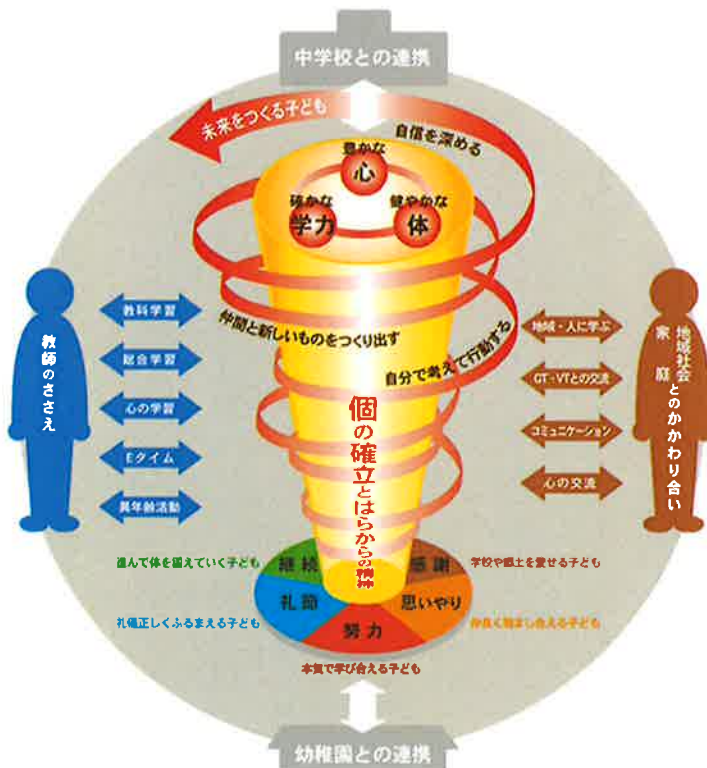 中学校との連携
未来をつくる子ども
自信を深める
豊かな
心
確かな
学力
健やかな
体
仲間と新しいものをつくり出す
自分で考えて行動する
教師のささえ
教科学習
総合学習
心の学習
Eタイム
異年齢活動
地域・人に学ぶ
GT・VTとの交流
コミュニケーション
心の交流
地域社会
家庭
とのかかわり合い
個の確立とはらからの精神
進んで体を鍛えていく子ども
継続
感謝
学校や郷土を愛せる子ども
礼儀正しくふるまえる子ども
礼節
思いやり
仲良く励まし合える子ども
努力
本気で学び合える子ども
幼稚園との連携